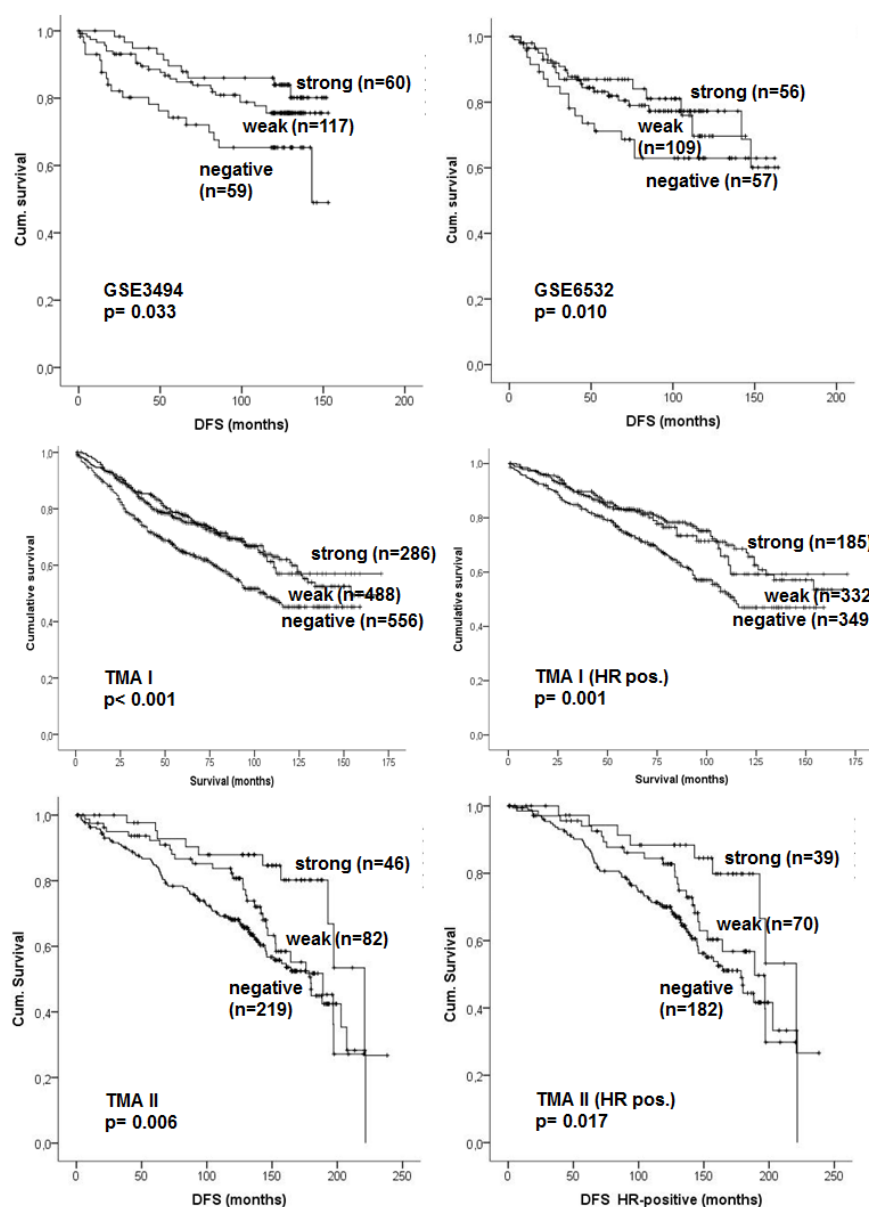 1,0
0,8
0,6
0,4
0,2
0,0
Cum. survival
strong (n=60)
weak (n=117)
negative
(n=59)
GSE3494
p= 0.033
0 50 100 150 200
DFS (months)
1,0
0,8
0,6
0,4
0,2
0,0
Cum. survival
strong (n=56)
weak
(n=109)
negative (n=57)
GSE6532
p= 0.010
0 50 100 150 200
DFS (months)
1,0
0,8
0,6
0,4
0,2
0,0
Cumulative survival
strong (n=286)
weak (n=488)
negative (n=556)
TMA I
p< 0.001
0 25 50 75 100 125 150 175
Survival (months)
1,0
0,8
0,6
0,4
0,2
0,0
Cumulative survival
strong (n=185)
weak (n=332
negative (n=349)
TMA I (HR pos.)
p= 0.001
0 25 50 75 100 125 150 171
Survival (months)
1,0
0,8
0,6
0,4
0,2
0,0
Cum. Survival
strong (n=46)
weak (n=82)
negative
(n=219)
TMA II
p= 0.006
0 50 100 150 200 250
DFS (months)
1,0
0,8
0,6
0,4
0,2
0,0
Cum. Survival
strong (n=39)
weak (n=70)
negative
(n=182)
TMA II (HR pos.)
p= 0.017
0 50 100 150 200 250
DFS HR-positive (months)